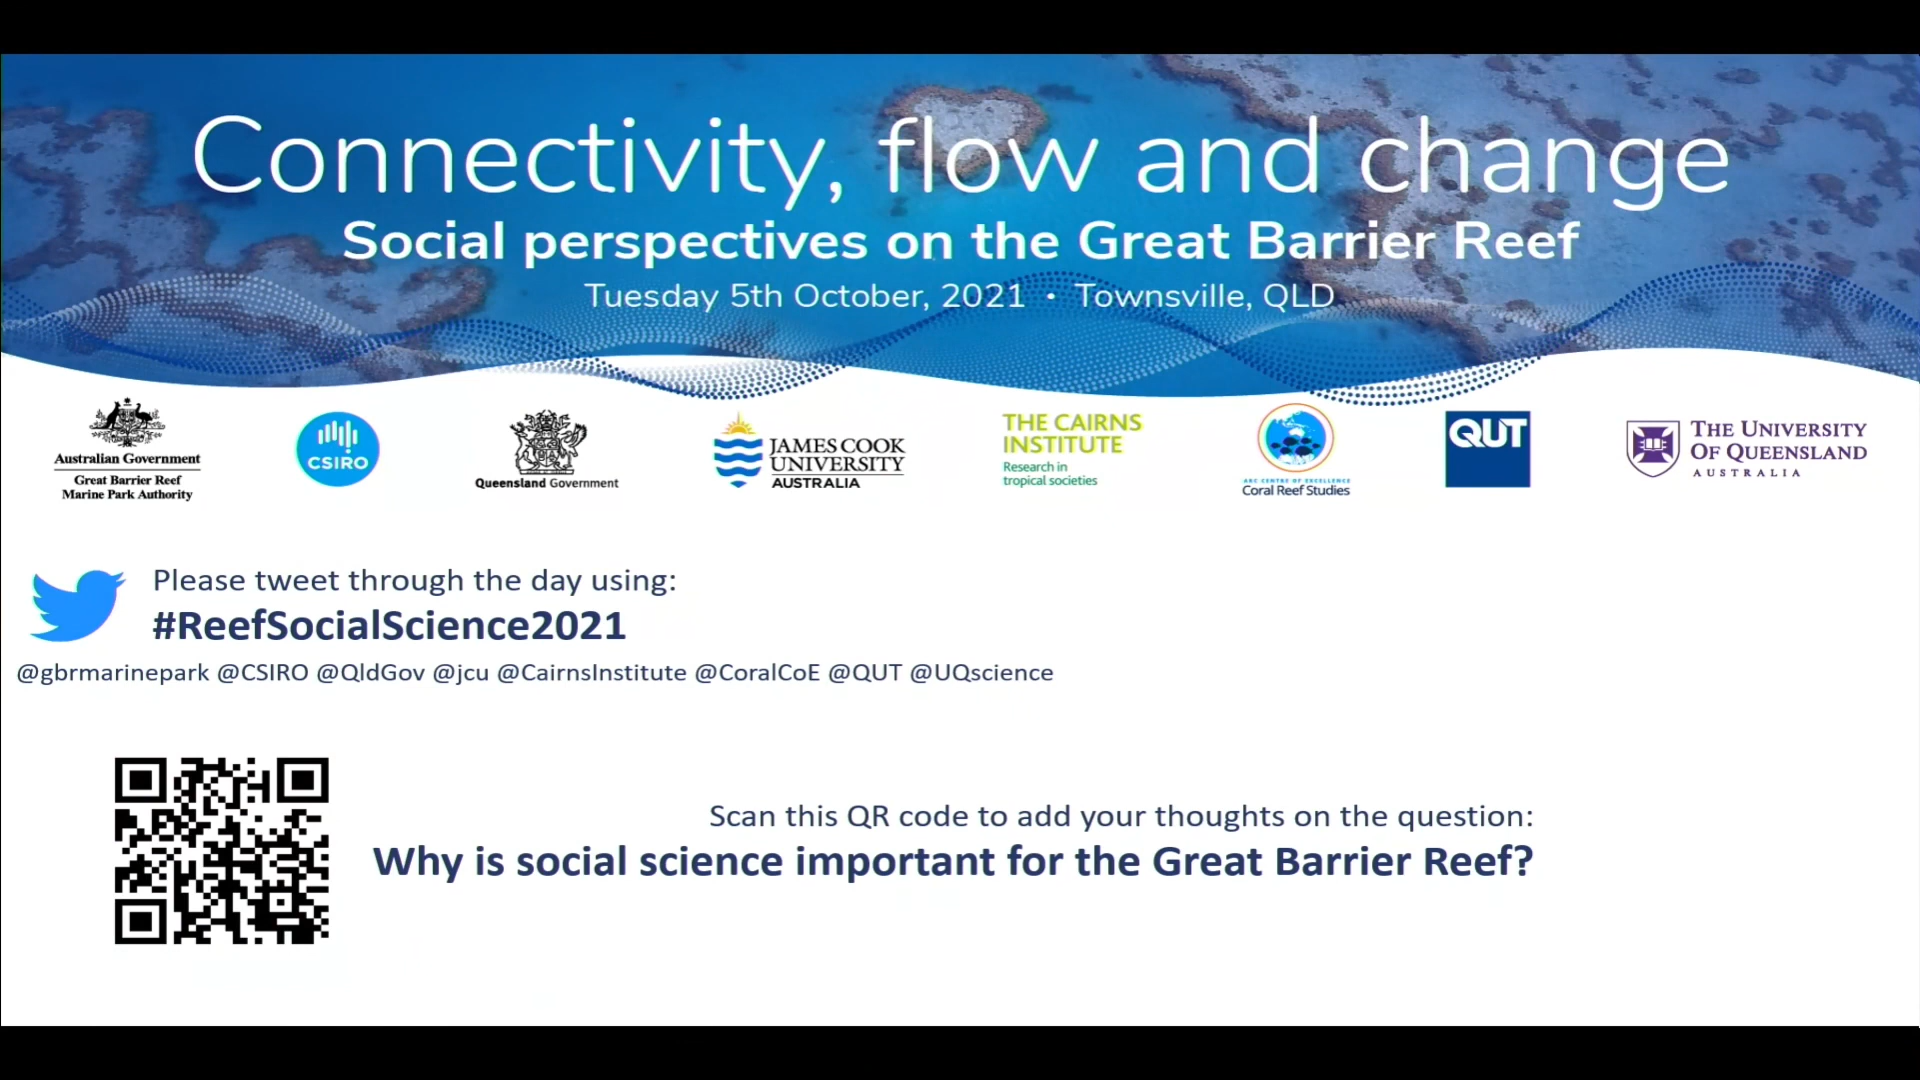 Connectivity, flow and change
Social perspectives on the Great Barrier Reef
Tuesday 5th October, 2021 • Townsville, QLD
Australian Government
Great Barrier Reef
Marine Park Authority
CSIRO
Queensland Government
JAMES COOK
UNIVERSITY
AUSTRALIA
THE CAIRNS
INSTITUTE
Research in
tropical societies
ARC CENTRE OF EXCELLENCE
Coral Reef Studies
QUT
THE UNIVERSITY
OF QUEENSLAND
AUSTRALIA
Please tweet through the day using:
#ReefSocialScience2021
@gbrmarinepark @CSIRO @QldGov @jcu @CairnsInstitute @CoralCoE @QUT @UQscience
Scan this QR code to add your thoughts on the question:
Why is social science important for the Great Barrier Reef?